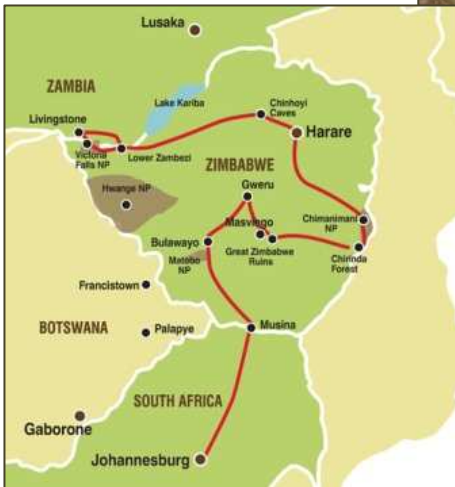 Lusaka
ZAMBIA
Lake Kariba
Chinhoyi
Caves
Livingstone
Harare
Victoria
Falls NP
Lower Zambezi
ZIMBABWE
Hwange NP
Gweru
Masvingo
Chimanimani
NP
Bulawayo
Great Zimbabwe
Ruins
Matobo
NP
Chirinda
Forest
Francistown
BOTSWANA
Palapye
Musina
SOUTH AFRICA
Gaborone
Johannesburg